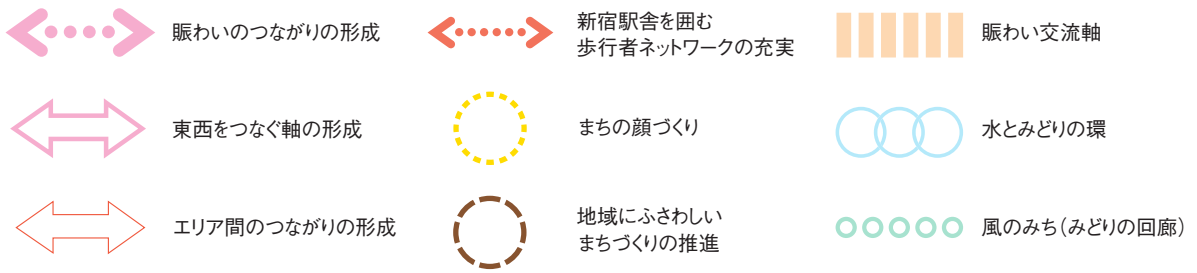 賑わいのつながりの形成
新宿駅舎を囲む
歩行者ネットワークの充実
賑わい交流軸
東西をつなぐ軸の形成
まちの顔づくり
水とみどりの環
エリア間のつながりの形成
地域にふさわしい
まちづくりの推進
風のみち(みどりの回廊)